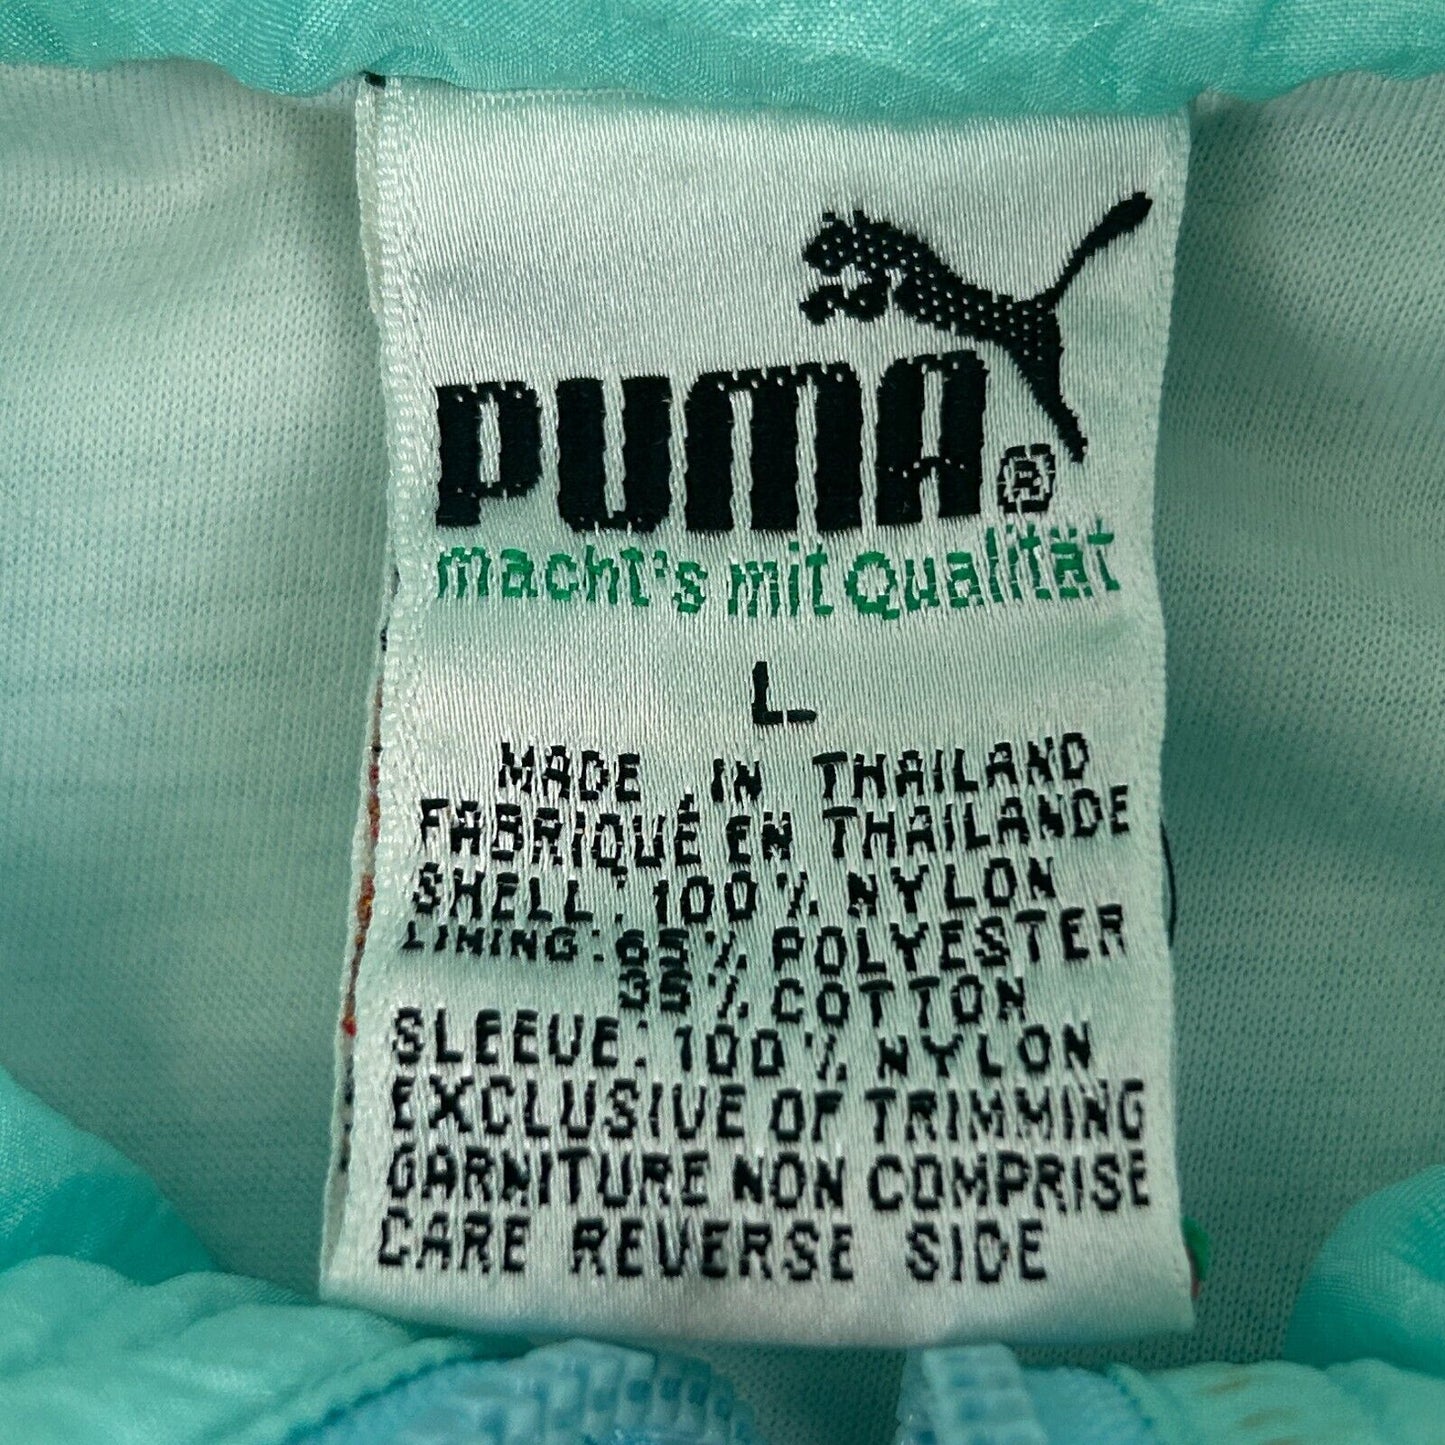 PUMA®
macht's mit Qualität
L
MADE IN THAILAND
FABRIQUÉ EN THAILANDE
SHELL: 100% NYLON
LINING: 65% POLYESTER
35% COTTON
SLEEVE: 100% NYLON
EXCLUSIVE OF TRIMMING
GARNITURE NON COMPRISE
CARE REVERSE SIDE